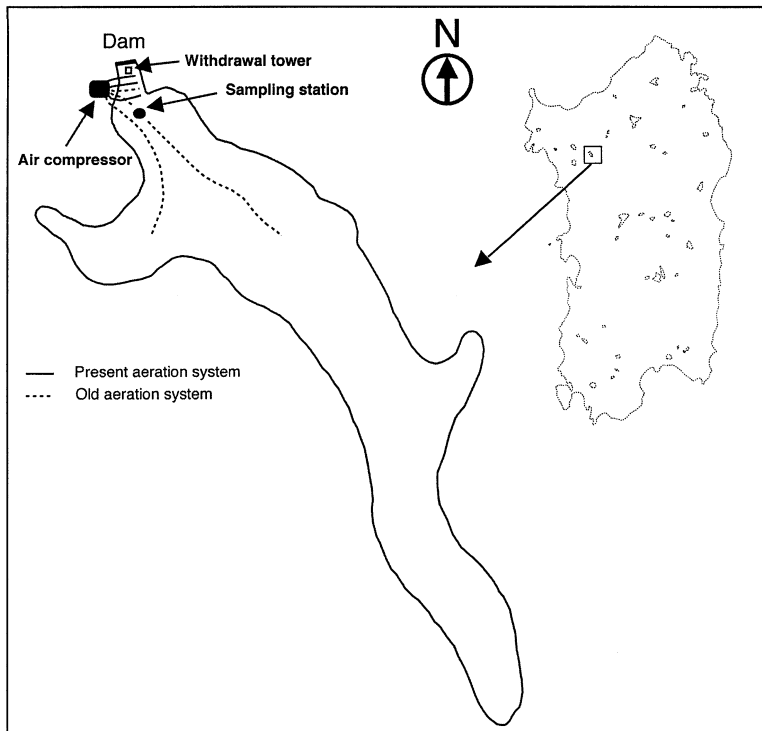 Dam
Withdrawal tower
Sampling station
Air compressor
N
Present aeration system
Old aeration system